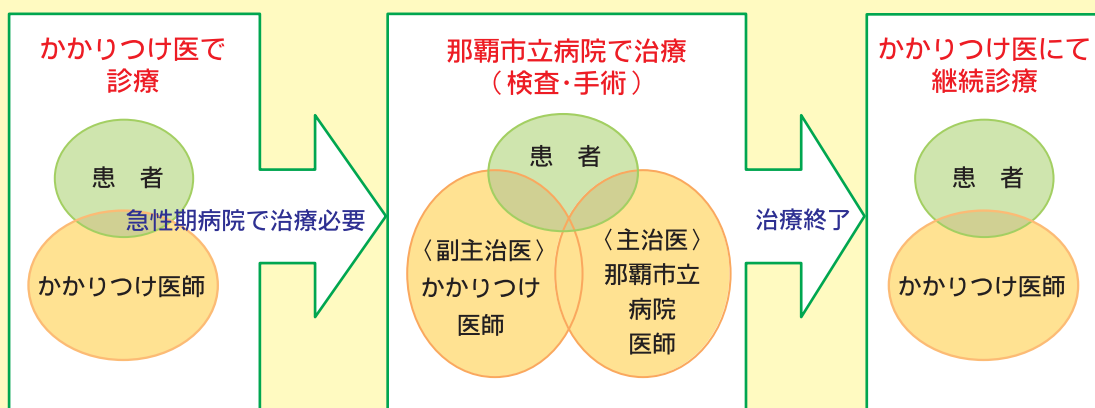 かかりつけ医で
診療
患　者
かかりつけ医師
急性期病院で治療必要
那覇市立病院で治療
（検査・手術）
患　者
〈副主治医〉
かかりつけ
医師
〈主治医〉
那覇市立
病院
医師
治療終了
かかりつけ医にて
継続診療
患　者
かかりつけ医師